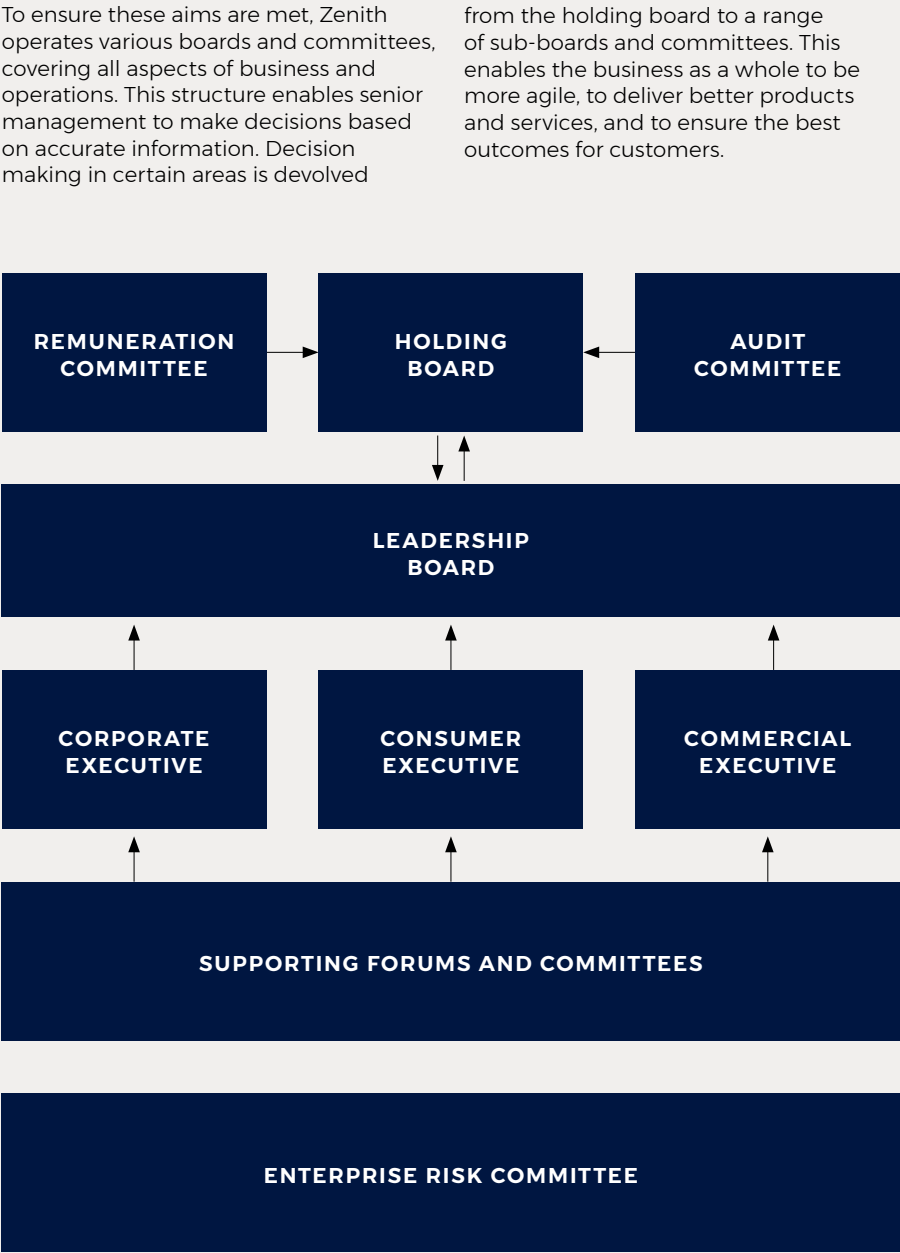 To ensure these aims are met, Zenith
operates various boards and committees,
covering all aspects of business and
operations. This structure enables senior
management to make decisions based
on accurate information. Decision
making in certain areas is devolved
from the holding board to a range
of sub-boards and committees. This
enables the business as a whole to be
more agile, to deliver better products
and services, and to ensure the best
outcomes for customers.
REMUNERATION
COMMITTEE
HOLDING
BOARD
AUDIT
COMMITTEE
LEADERSHIP
BOARD
CORPORATE
EXECUTIVE
CONSUMER
EXECUTIVE
COMMERCIAL
EXECUTIVE
SUPPORTING FORUMS AND COMMITTEES
ENTERPRISE RISK COMMITTEE